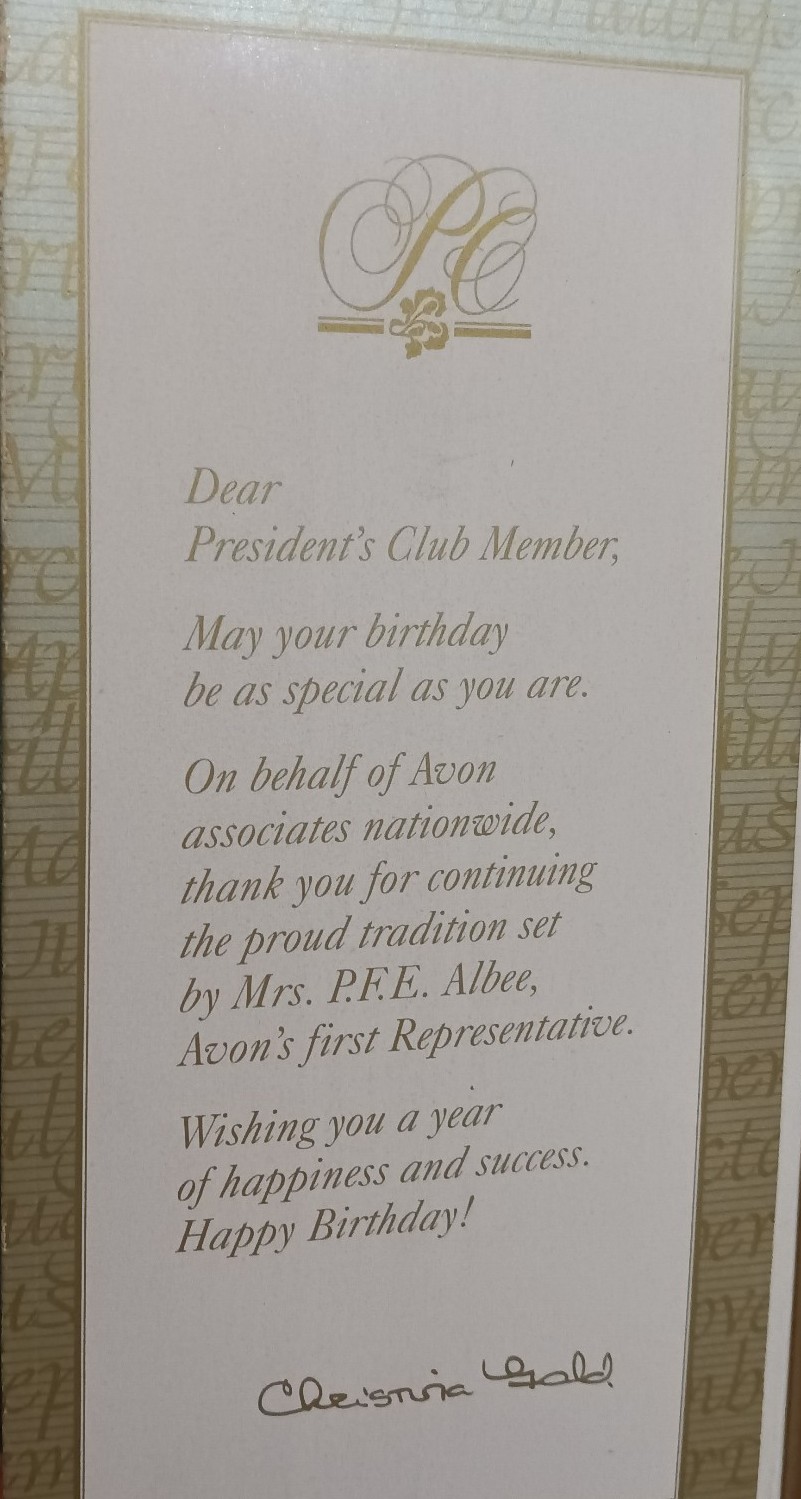 PC
Dear
President's Club Member,
May your birthday
be as special as you are.
On behalf of Avon
associates nationwide,
thank you for continuing
the proud tradition set
by Mrs. P.F.E. Albee,
Avon's first Representative.
Wishing you a year
of happiness and success.
Happy Birthday!
Christina Gold